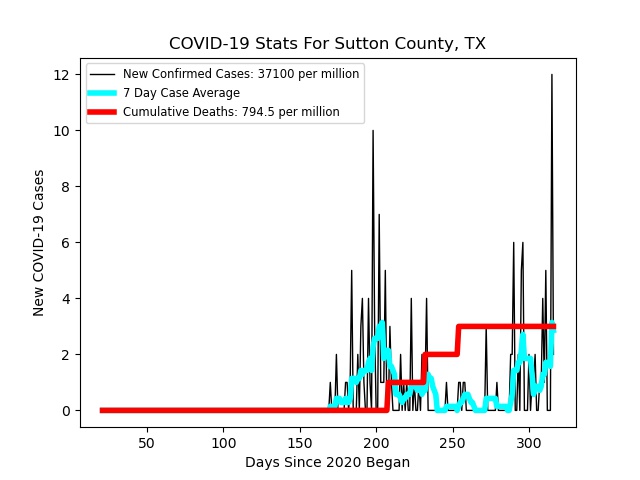 COVID-19 Stats For Sutton County, TX
New Confirmed Cases: 37100 per million
7 Day Case Average
Cumulative Deaths: 794.5 per million
New COVID-19 Cases
12
10
8
6
4
2
0
50 100 150 200 250 300
Days Since 2020 Began